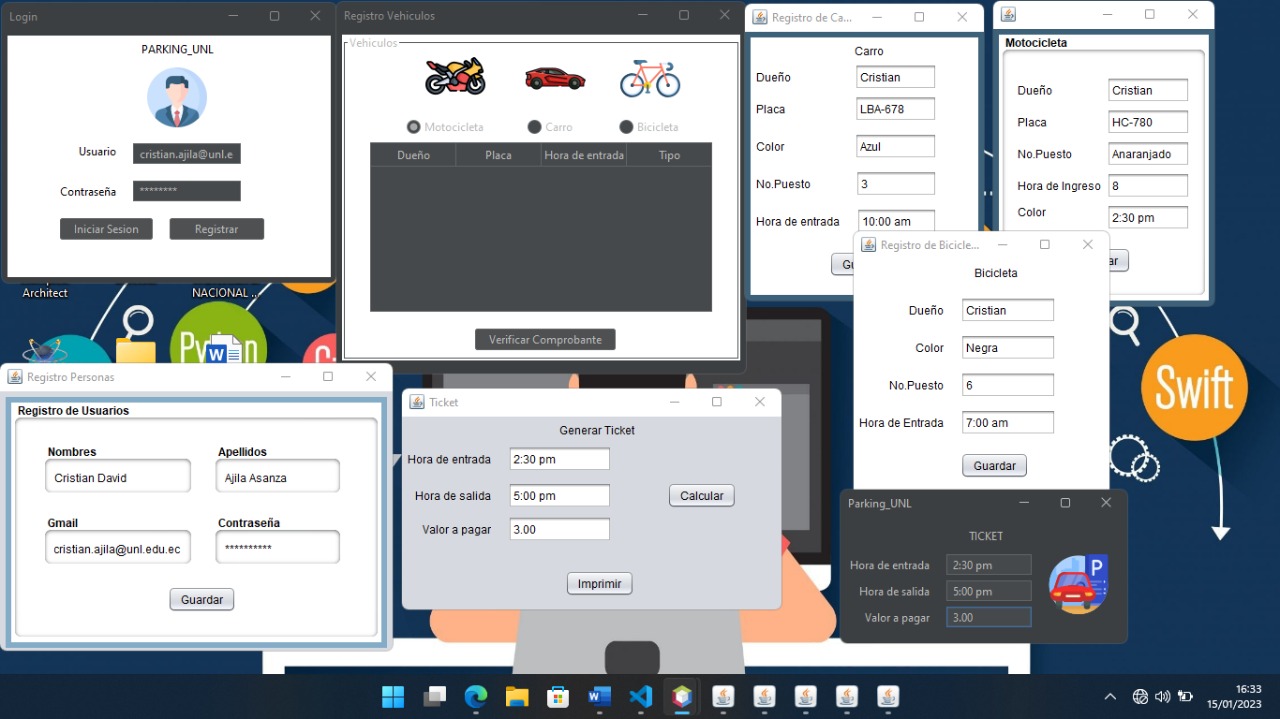 Login
PARKING_UNL
Usuario
cristian.ajila@unl.e
Contraseña
********
Iniciar Sesion
Registrar
Registro Vehiculos
Vehiculos
Motocicleta
Carro
Bicicleta
Dueño Placa Hora de entrada Tipo
Verificar Comprobante
Registro de Ca...
Carro
Dueño Cristian
Placa LBA-678
Color Azul
No.Puesto 3
Hora de entrada 10:00 am
Motocicleta
Dueño Cristian
Placa HC-780
No.Puesto Anaranjado
Hora de Ingreso 8
Color 2:30 pm
Registro de Bicicle...
Bicicleta
Dueño Cristian
Color Negra
No.Puesto 6
Hora de Entrada 7:00 am
Guardar
Architect
NACIONAL ...
Swift
Registro Personas
Registro de Usuarios
Nombres
Cristian David
Apellidos
Ajila Asanza
Gmail
cristian.ajila@unl.edu.ec
Contraseña
**********
Guardar
Ticket
Generar Ticket
Hora de entrada 2:30 pm
Hora de salida 5:00 pm
Calcular
Valor a pagar 3.00
Imprimir
Parking_UNL
TICKET
Hora de entrada 2:30 pm
Hora de salida 5:00 pm
Valor a pagar 3.00
P
16:33
15/01/2023